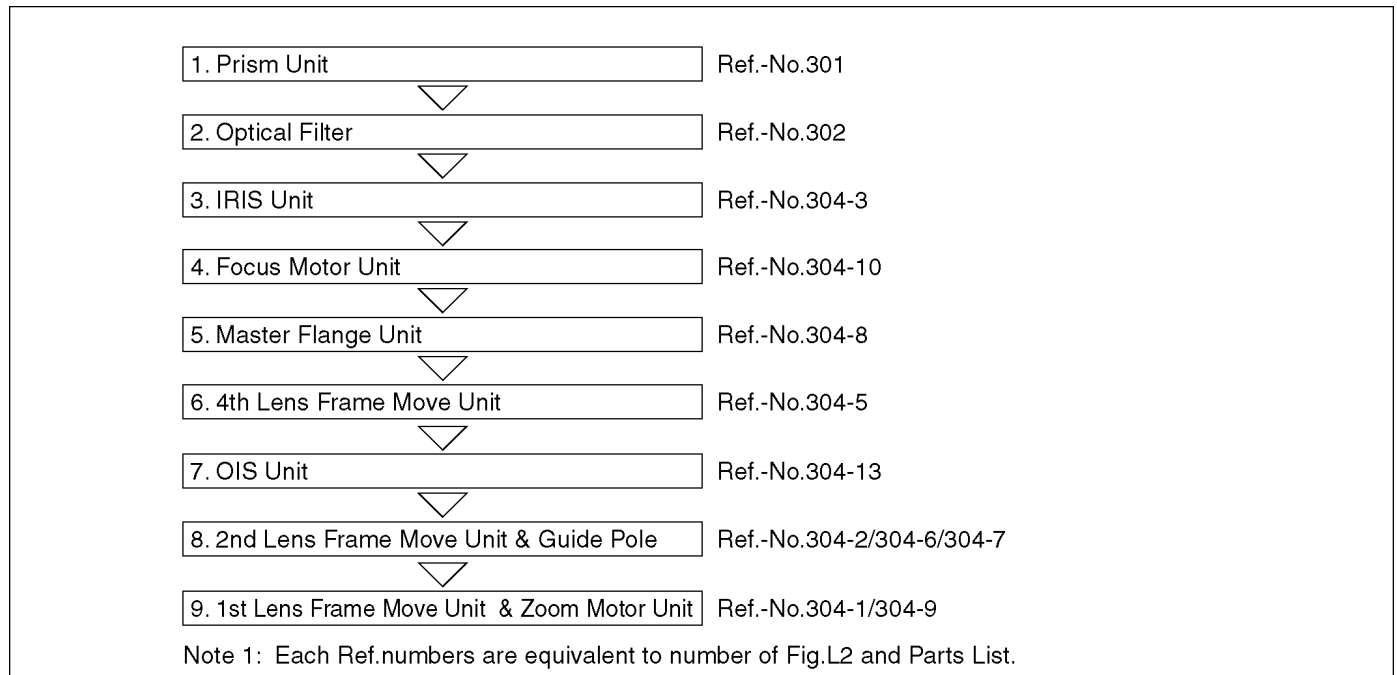 1. Prism Unit Ref.-No.301
2. Optical Filter Ref.-No.302
3. IRIS Unit Ref.-No.304-3
4. Focus Motor Unit Ref.-No.304-10
5. Master Flange Unit Ref.-No.304-8
6. 4th Lens Frame Move Unit Ref.-No.304-5
7. OIS Unit Ref.-No.304-13
8. 2nd Lens Frame Move Unit & Guide Pole Ref.-No.304-2/304-6/304-7
9. 1st Lens Frame Move Unit & Zoom Motor Unit Ref.-No.304-1/304-9
Note 1: Each Ref.numbers are equivalent to number of Fig.L2 and Parts List.